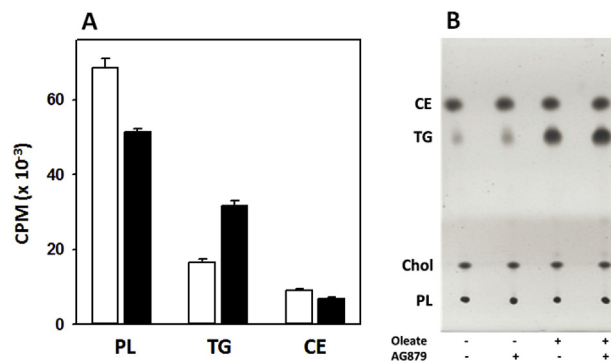 A
B
CPM (x 10⁻³)
60
40
20
0
PL TG CE
CE
TG
Chol
PL
Oleate - - + +
AG879 - + - +